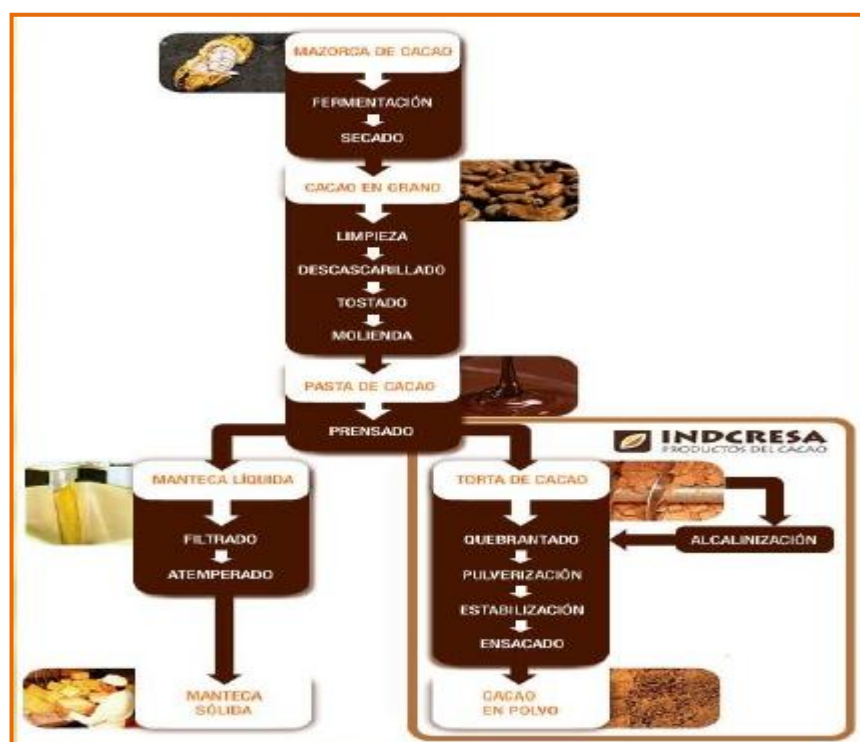 MAZORCA DE CACAO
FERMENTACIÓN
SECADO
CACAO EN GRANO
LIMPIEZA
DESCASCARILLADO
TOSTADO
MOLIENDA
PASTA DE CACAO
PRENSADO
MANTECA LÍQUIDA
FILTRADO
ATEMPERADO
MANTECA
SÓLIDA
INDCRESA
PRODUCTOS DEL CACAO
TORTA DE CACAO
QUEBRANTADO
ALCALINIZACIÓN
PULVERIZACIÓN
ESTABILIZACIÓN
ENSACADO
CACAO
EN POLVO